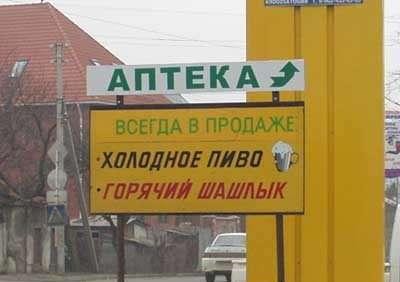 АПТЕКА
ВСЕГДА В ПРОДАЖЕ:
·ХОЛОДНОЕ ПИВО
·ГОРЯЧИЙ ШАШЛЫК